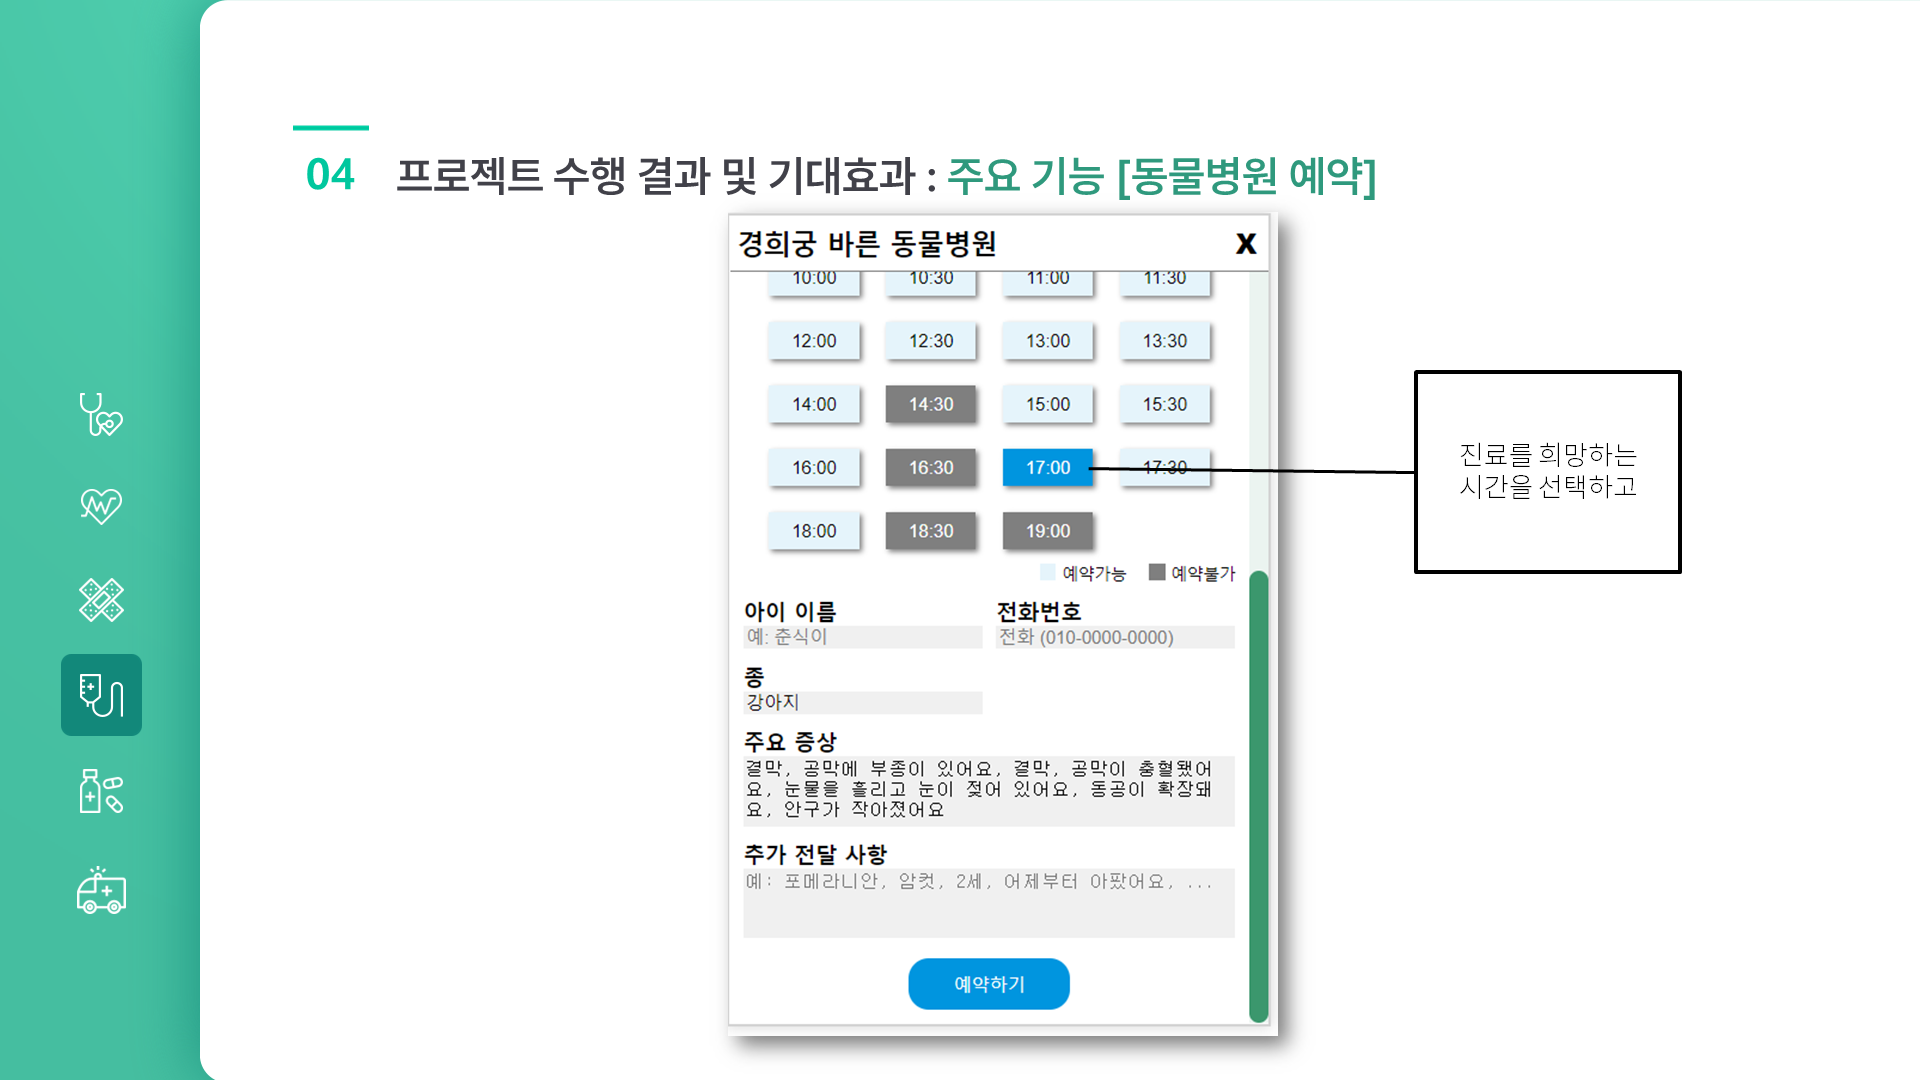 04 프로젝트 수행 결과 및 기대효과 : 주요 기능 [동물병원 예약]
경희궁 바른 동물병원 X
10:00 10:30 11:00 11:30
12:00 12:30 13:00 13:30
14:00 14:30 15:00 15:30
16:00 16:30 17:00 17:30
18:00 18:30 19:00
예약가능 예약불가
아이 이름 전화번호
예: 춘식이 전화 (010-0000-0000)
종
강아지
주요 증상
결막, 공막에 부종이 있어요, 결막, 공막이 충혈됐어
요, 눈물을 흘리고 눈이 젖어 있어요, 동공이 확장돼
요, 안구가 작아졌어요
추가 전달 사항
예: 포메라니안, 암컷, 2세, 어제부터 아팠어요, ...
예약하기
진료를 희망하는
시간을 선택하고